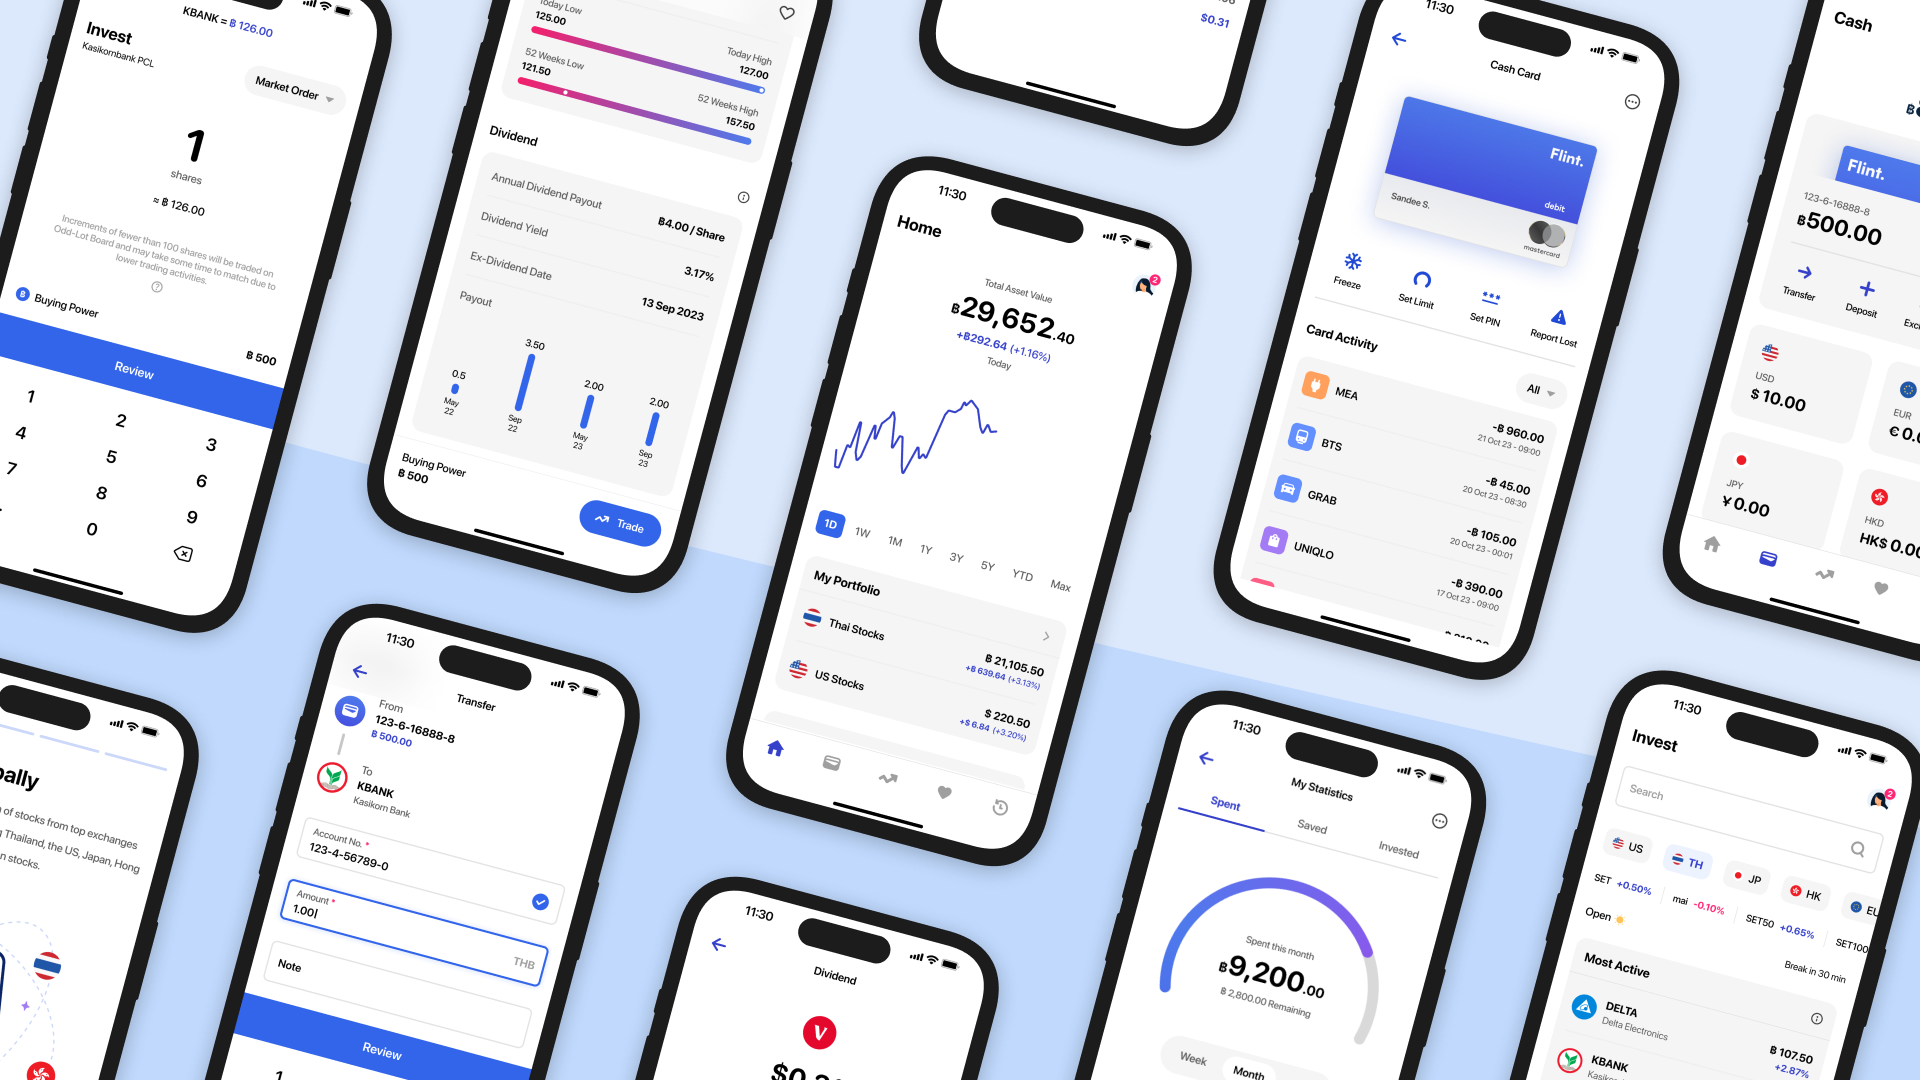 KBANK = ฿ 126.00
Invest
Kasikornbank PCL
Market Order
1
shares
≈ ฿ 126.00
Increments of fewer than 100 shares will be traded on
Odd-Lot Board and may take some time to match due to
lower trading activities.
Buying Power
฿ 500
Review
1
2
3
4
5
6
7
8
9
0
Today Low
125.00
Today High
127.00
52 Weeks Low
121.50
52 Weeks High
157.50
Dividend
Annual Dividend Payout
฿4.00 / Share
Dividend Yield
3.17%
Ex-Dividend Date
13 Sep 2023
Payout
0.5
3.50
2.00
2.00
May
22
Sep
22
May
23
Sep
23
Buying Power
฿ 500
Trade
$0.31
11:30
Home
2
Total Asset Value
฿29,652.40
+฿292.64 (+1.16%)
Today
1D
1W
1M
1Y
3Y
5Y
YTD
Max
My Portfolio
Thai Stocks
฿ 21,105.50
+฿ 639.64 (+3.13%)
US Stocks
$ 220.50
+$ 6.84 (+3.20%)
11:30
Cash Card
Flint.
debit
Sandee S.
mastercard
Freeze
Set Limit
Set PIN
Report Lost
Card Activity
All
MEA
-฿ 960.00
21 Oct 23 - 09:00
BTS
-฿ 45.00
20 Oct 23 - 08:30
GRAB
-฿ 105.00
20 Oct 23 - 00:01
UNIQLO
-฿ 390.00
17 Oct 23 - 09:00
Cash
Flint.
123-6-16888-8
฿500.00
Transfer
Deposit
USD
$ 10.00
EUR
JPY
¥ 0.00
HKD
HK$ 0.00
of stocks from top exchanges
Thailand, the US, Japan, Hong
stocks.
11:30
Transfer
From
123-6-16888-8
฿ 500.00
To
KBANK
Kasikorn Bank
Account No. *
123-4-56789-0
Amount *
1.00
THB
Note
Review
1
11:30
Dividend
V
11:30
My Statistics
Spent
Saved
Invested
Spent this month
฿9,200.00
฿ 2,800.00 Remaining
Week
Month
11:30
Invest
2
Search
US
TH
JP
HK
EU
SET +0.50%
mai -0.10%
SET50 +0.65%
SET100
Open
Break in 30 min
Most Active
DELTA
Delta Electronics
฿ 107.50
+2.87%
KBANK